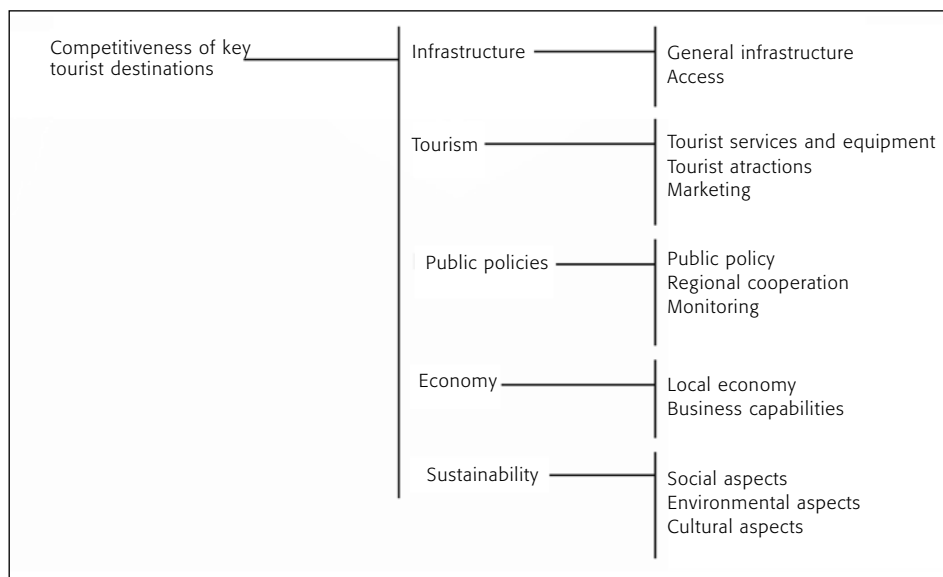 Competitiveness of key
tourist destinations
Infrastructure
General infrastructure
Access
Tourism
Tourist services and equipment
Tourist atractions
Marketing
Public policies
Public policy
Regional cooperation
Monitoring
Economy
Local economy
Business capabilities
Sustainability
Social aspects
Environmental aspects
Cultural aspects